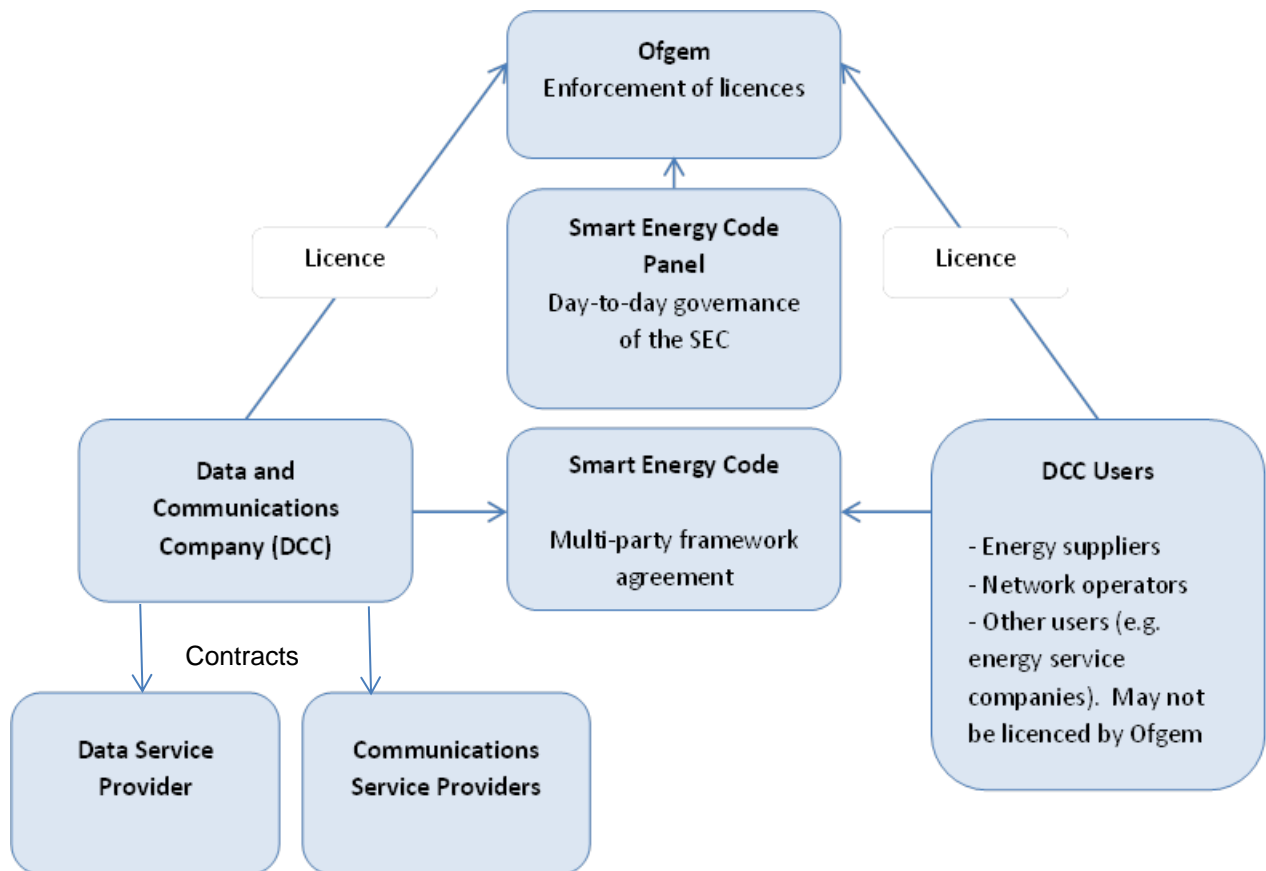 Ofgem
Enforcement of licences
Smart Energy Code
Panel
Day-to-day governance
of the SEC
Licence
Licence
Data and
Communications
Company (DCC)
Smart Energy Code
Multi-party framework
agreement
DCC Users
- Energy suppliers
- Network operators
- Other users (e.g.
energy service
companies).  May not
be licenced by Ofgem
Contracts
Data Service
Provider
Communications
Service Providers